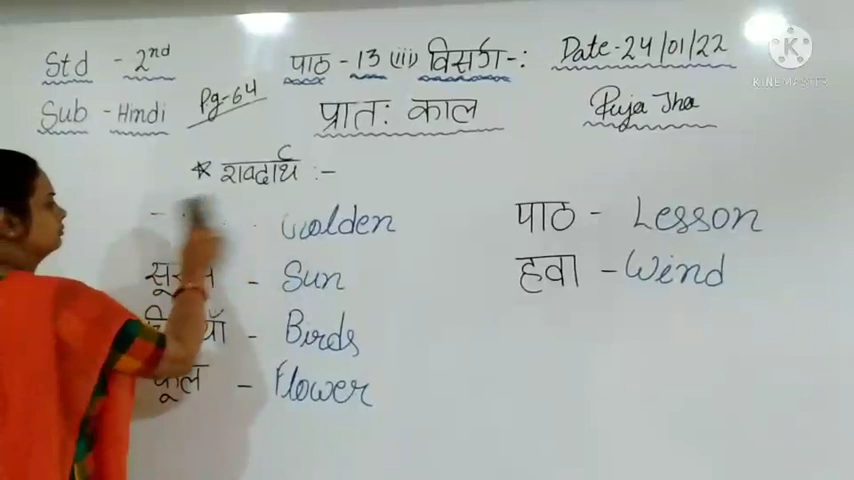 Std - 2nd
पाठ - 13 (iii) विसर्ग -:
Date - 24/01/22
KINEMASTER
Sub - Hindi
Pg-64
प्रातः काल
Puja Jha
* शब्दार्थ :-
Golden
पाठ - Lesson
Sun
हवा - Wind
- Birds
फूल - Flower